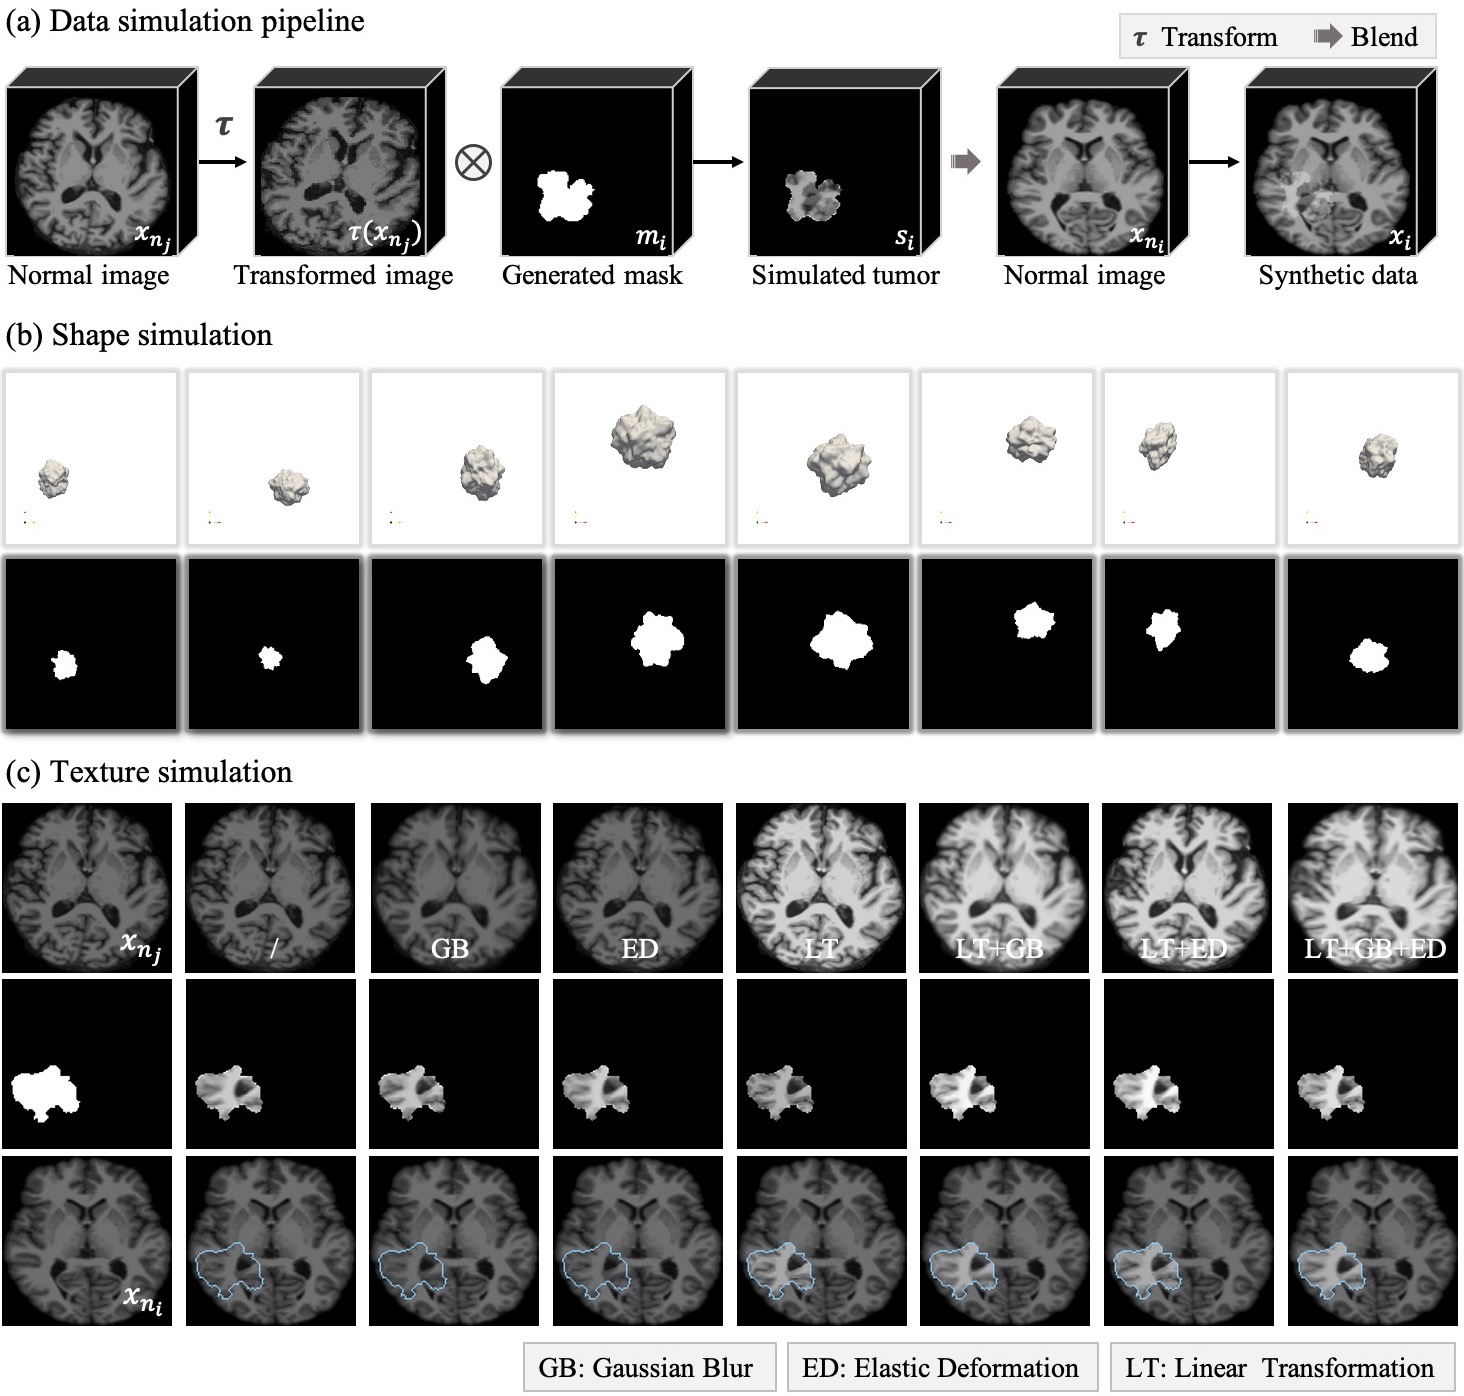 (a) Data simulation pipeline
τ Transform Blend
τ
x_{n_j}
τ(x_{n_j})
m_i
s_i
x_{n_i}
x_i
Normal image
Transformed image
Generated mask
Simulated tumor
Normal image
Synthetic data
(b) Shape simulation
(c) Texture simulation
x_{n_j}
/
GB
ED
LT
LT+GB
LT+ED
LT+GB+ED
x_{n_i}
GB: Gaussian Blur
ED: Elastic Deformation
LT: Linear Transformation